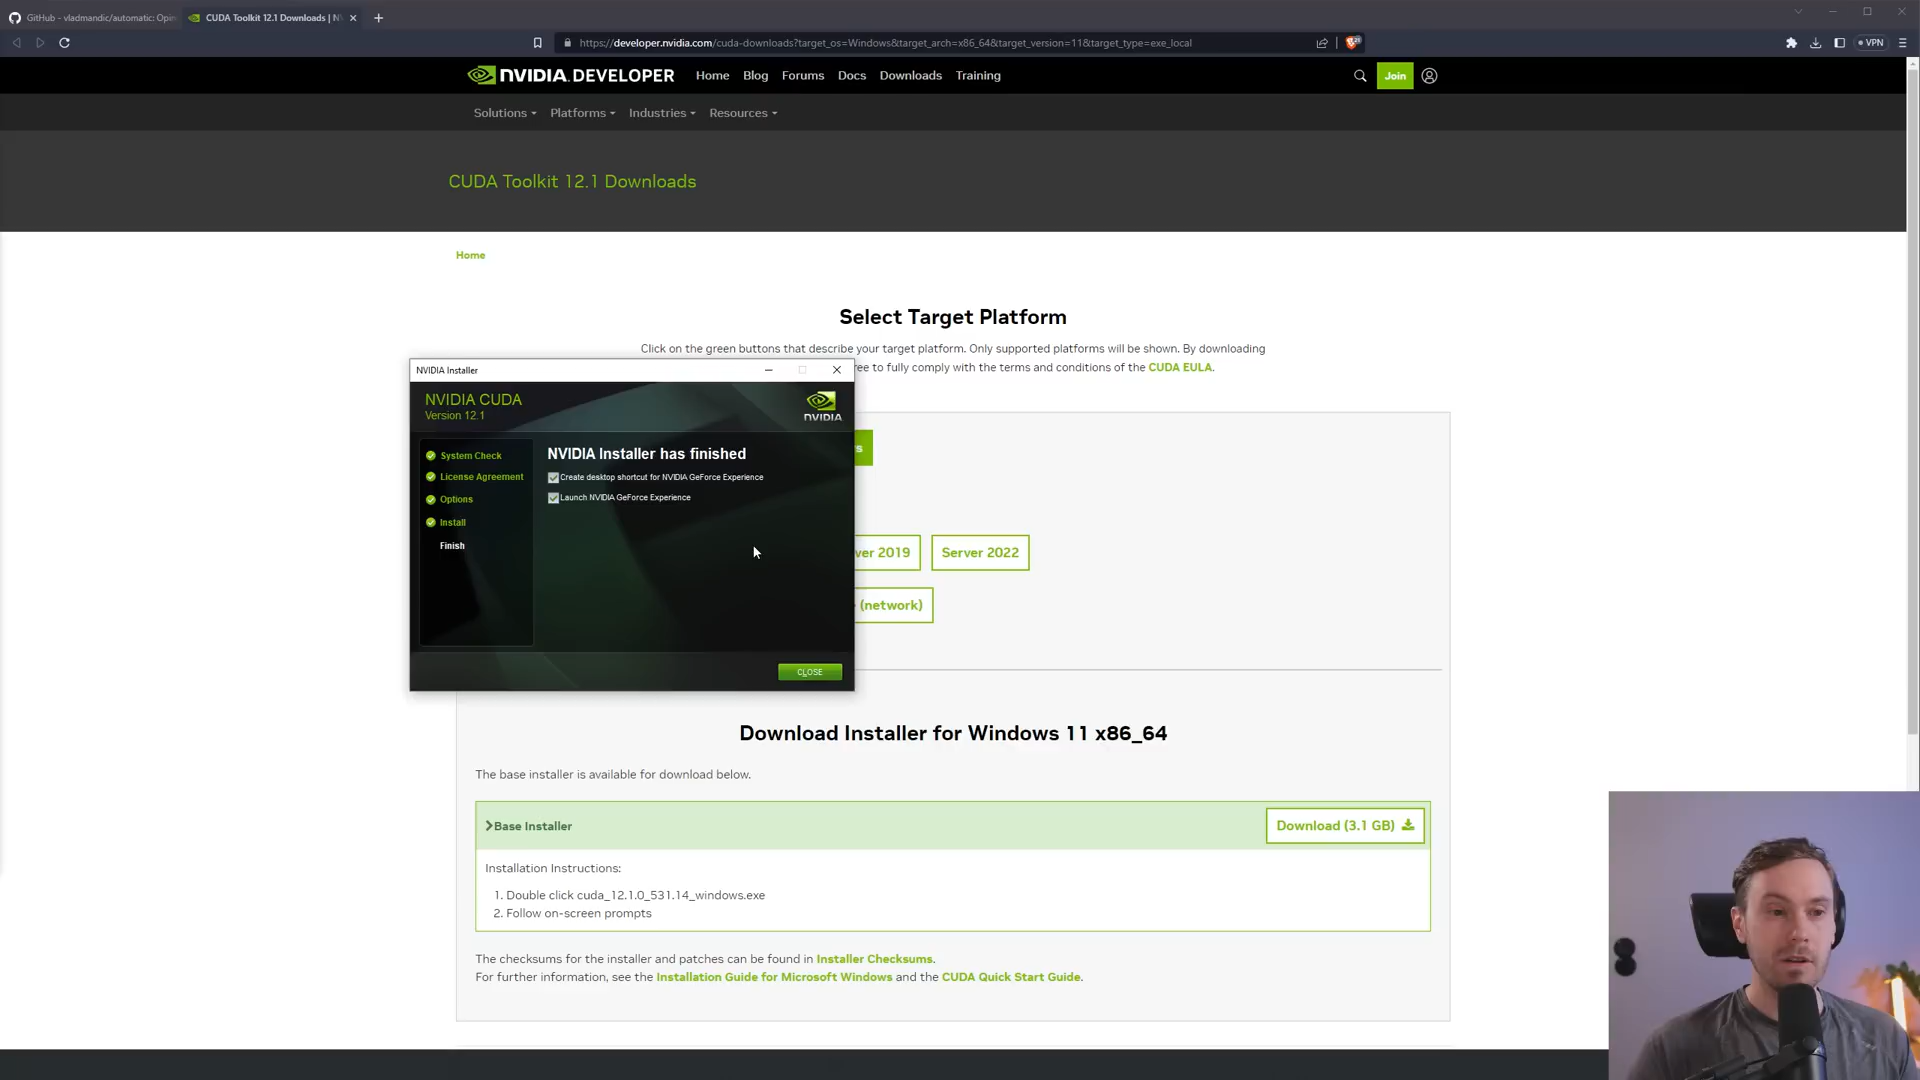 GitHub - vladmandic/automatic: Opin
CUDA Toolkit 12.1 Downloads | N
https://developer.nvidia.com/cuda-downloads?target_os=Windows&target_arch=x86_64&target_version=11&target_type=exe_local
VPN
NVIDIA. DEVELOPER
Home
Blog
Forums
Docs
Downloads
Training
Join
Solutions
Platforms
Industries
Resources
CUDA Toolkit 12.1 Downloads
Home
Select Target Platform
Click on the green buttons that describe your target platform. Only supported platforms will be shown. By downloading
ree to fully comply with the terms and conditions of the CUDA EULA.
NVIDIA Installer
NVIDIA CUDA
Version 12.1
NVIDIA
System Check
License Agreement
Options
Install
Finish
NVIDIA Installer has finished
Create desktop shortcut for NVIDIA GeForce Experience
Launch NVIDIA GeForce Experience
CLOSE
s
ver 2019
Server 2022
(network)
Download Installer for Windows 11 x86_64
The base installer is available for download below.
Base Installer
Download (3.1 GB)
Installation Instructions:
1. Double click cuda_12.1.0_531.14_windows.exe
2. Follow on-screen prompts
The checksums for the installer and patches can be found in Installer Checksums.
For further information, see the Installation Guide for Microsoft Windows and the CUDA Quick Start Guide.